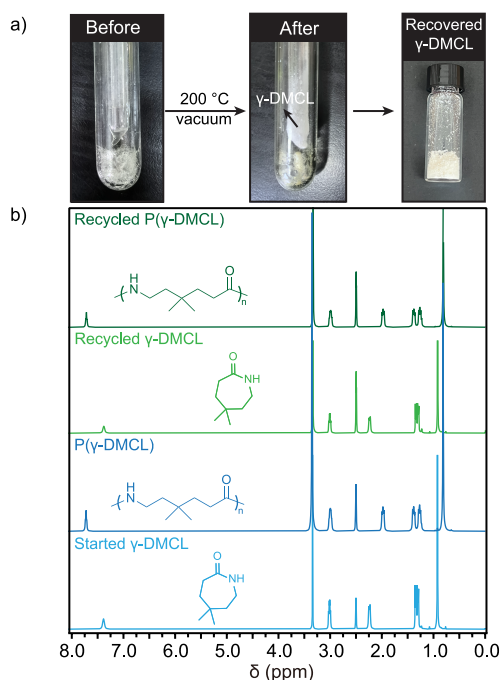 a)
Before
After
Recovered
γ-DMCL
200 °C
vacuum
γ-DMCL
b)
Recycled P(γ-DMCL)
H
N
O
n
Recycled γ-DMCL
O
NH
P(γ-DMCL)
H
N
O
n
Started γ-DMCL
O
NH
8.0 7.0 6.0 5.0 4.0 3.0 2.0 1.0 0.0
δ (ppm)